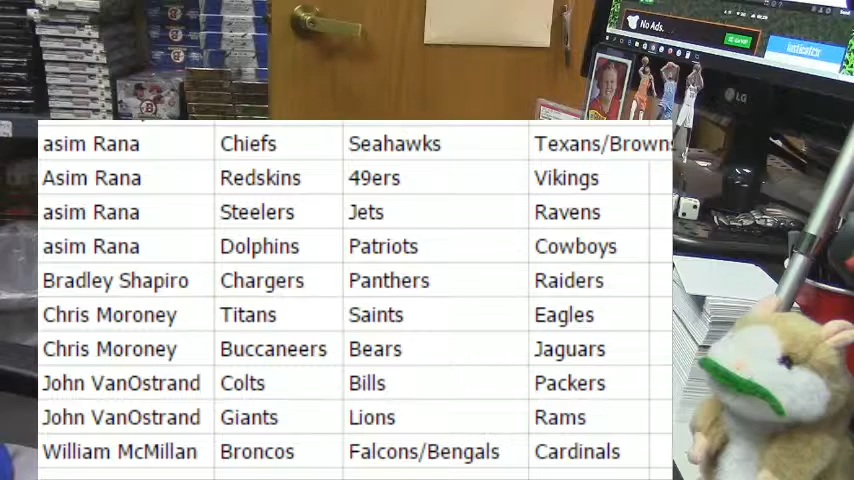 No Ads.
LG
asim Rana Chiefs Seahawks Texans/Browns
Asim Rana Redskins 49ers Vikings
asim Rana Steelers Jets Ravens
asim Rana Dolphins Patriots Cowboys
Bradley Shapiro Chargers Panthers Raiders
Chris Moroney Titans Saints Eagles
Chris Moroney Buccaneers Bears Jaguars
John VanOstrand Colts Bills Packers
John VanOstrand Giants Lions Rams
William McMillan Broncos Falcons/Bengals Cardinals